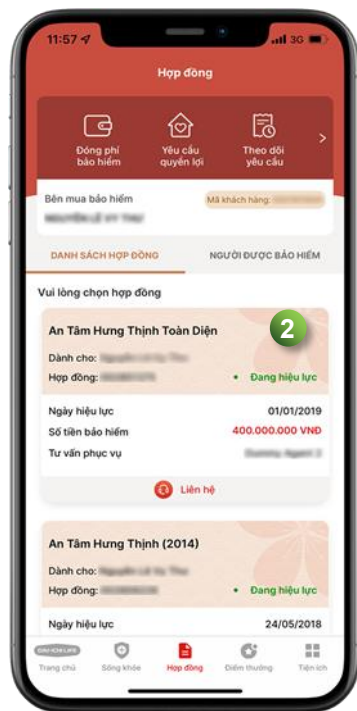 11:57
3G
Hợp đồng
Đóng phí bảo hiểm
Yêu cầu quyền lợi
Theo dõi yêu cầu
Bên mua bảo hiểm
Mã khách hàng:
DANH SÁCH HỢP ĐỒNG
NGƯỜI ĐƯỢC BẢO HIỂM
Vui lòng chọn hợp đồng
An Tâm Hưng Thịnh Toàn Diện
2
Dành cho:
Hợp đồng:
• Đang hiệu lực
Ngày hiệu lực 01/01/2019
Số tiền bảo hiểm 400.000.000 VNĐ
Tư vấn phục vụ
Liên hệ
An Tâm Hưng Thịnh (2014)
Dành cho:
Hợp đồng:
• Đang hiệu lực
Ngày hiệu lực 24/05/2018
DAI-ICHI LIFE
Trang chủ
Sống khỏe
Hợp đồng
Điểm thưởng
Tiện ích